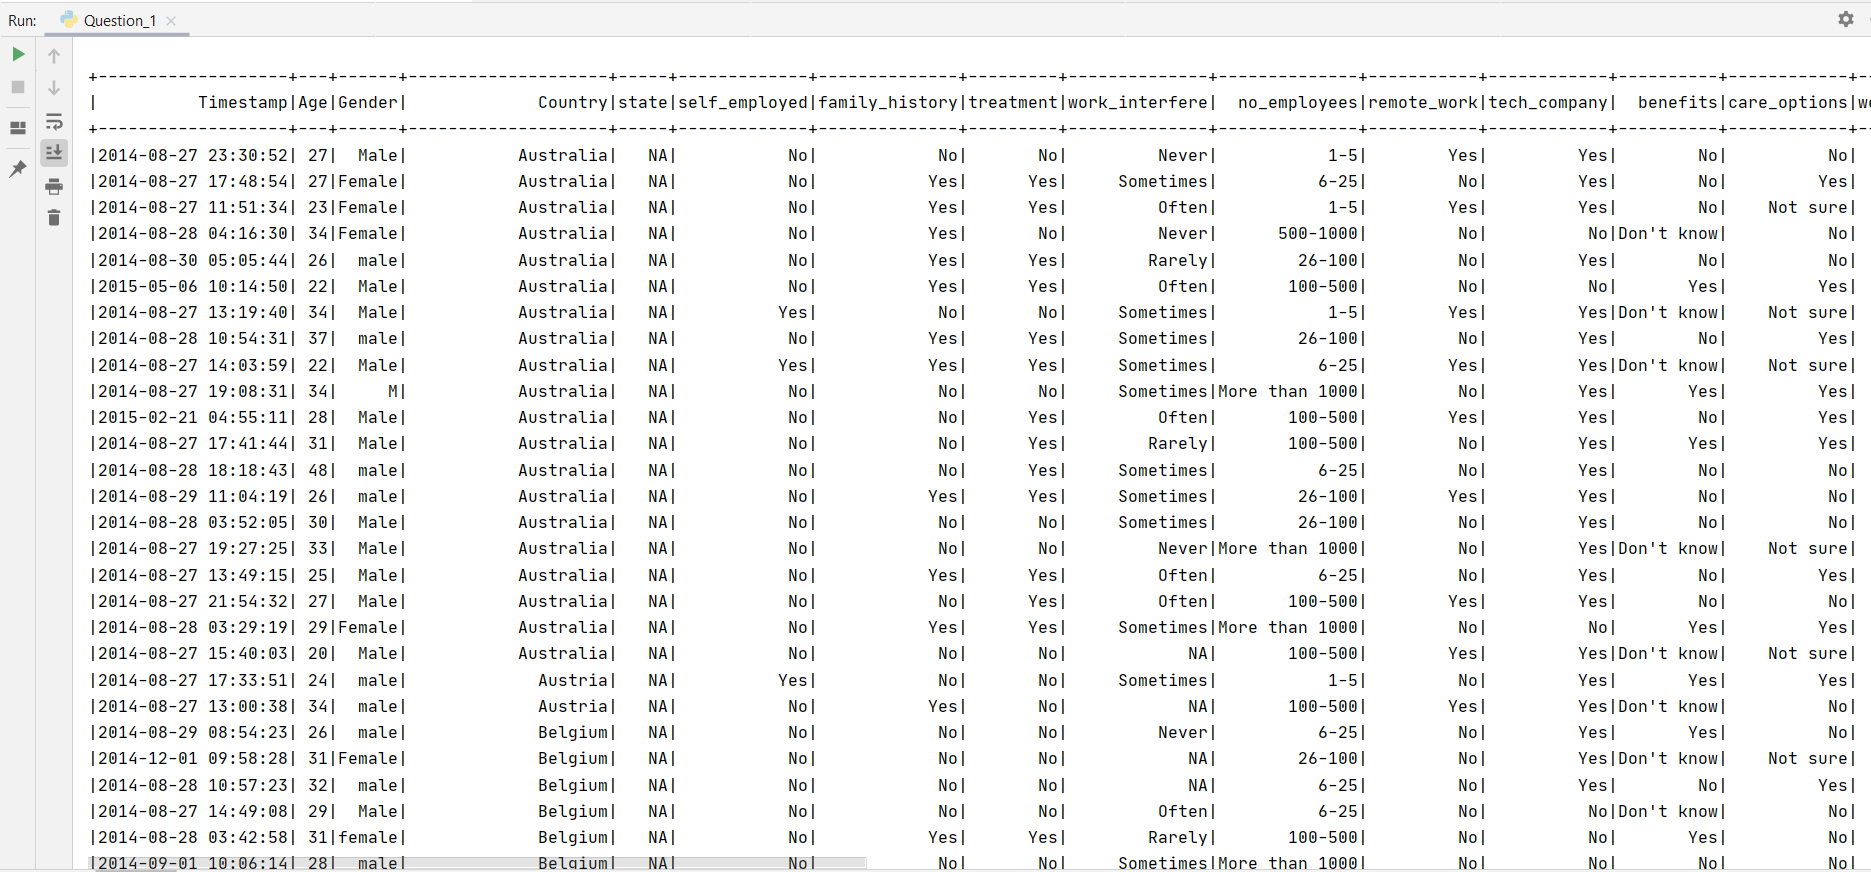 Run: Question_1
+-------------------+---+------+--------------------+-----+-------------+--------------+---------+--------------+--------------+-----------+------------+----------+------------+--
|          Timestamp|Age|Gender|             Country|state|self_employed|family_history|treatment|work_interfere|  no_employees|remote_work|tech_company|  benefits|care_options|we
+-------------------+---+------+--------------------+-----+-------------+--------------+---------+--------------+--------------+-----------+------------+----------+------------+--
|2014-08-27 23:30:52| 27|  Male|           Australia|   NA|           No|            No|       No|         Never|           1-5|        Yes|         Yes|        No|          No|
|2014-08-27 17:48:54| 27|Female|           Australia|   NA|           No|           Yes|      Yes|     Sometimes|          6-25|         No|         Yes|        No|         Yes|
|2014-08-27 11:51:34| 23|Female|           Australia|   NA|           No|           Yes|      Yes|         Often|           1-5|        Yes|         Yes|        No|    Not sure|
|2014-08-28 04:16:30| 34|Female|           Australia|   NA|           No|           Yes|       No|         Never|      500-1000|         No|          No|Don't know|          No|
|2014-08-30 05:05:44| 26|  male|           Australia|   NA|           No|           Yes|      Yes|        Rarely|        26-100|         No|         Yes|        No|          No|
|2015-05-06 10:14:50| 22|  Male|           Australia|   NA|           No|           Yes|      Yes|         Often|       100-500|         No|          No|       Yes|         Yes|
|2014-08-27 13:19:40| 34|  Male|           Australia|   NA|          Yes|            No|       No|     Sometimes|           1-5|        Yes|         Yes|Don't know|    Not sure|
|2014-08-28 10:54:31| 37|  male|           Australia|   NA|           No|           Yes|      Yes|     Sometimes|        26-100|         No|         Yes|        No|         Yes|
|2014-08-27 14:03:59| 22|  Male|           Australia|   NA|          Yes|           Yes|      Yes|     Sometimes|          6-25|        Yes|         Yes|Don't know|    Not sure|
|2014-08-27 19:08:31| 34|     M|           Australia|   NA|           No|            No|       No|     Sometimes|More than 1000|         No|         Yes|       Yes|         Yes|
|2015-02-21 04:55:11| 28|  Male|           Australia|   NA|           No|            No|      Yes|         Often|       100-500|        Yes|         Yes|        No|         Yes|
|2014-08-27 17:41:44| 31|  Male|           Australia|   NA|           No|            No|      Yes|        Rarely|       100-500|         No|         Yes|       Yes|         Yes|
|2014-08-28 18:18:43| 48|  male|           Australia|   NA|           No|            No|      Yes|     Sometimes|          6-25|         No|         Yes|        No|          No|
|2014-08-29 11:04:19| 26|  male|           Australia|   NA|           No|           Yes|      Yes|     Sometimes|        26-100|        Yes|         Yes|        No|          No|
|2014-08-28 03:52:05| 30|  Male|           Australia|   NA|           No|            No|       No|     Sometimes|        26-100|         No|         Yes|        No|          No|
|2014-08-27 19:27:25| 33|  Male|           Australia|   NA|           No|            No|       No|         Never|More than 1000|         No|         Yes|Don't know|    Not sure|
|2014-08-27 13:49:15| 25|  Male|           Australia|   NA|           No|           Yes|      Yes|         Often|          6-25|         No|         Yes|        No|         Yes|
|2014-08-27 21:54:32| 27|  Male|           Australia|   NA|           No|            No|      Yes|         Often|       100-500|        Yes|         Yes|        No|          No|
|2014-08-28 03:29:19| 29|Female|           Australia|   NA|           No|           Yes|      Yes|     Sometimes|More than 1000|         No|          No|       Yes|         Yes|
|2014-08-27 15:40:03| 20|  Male|           Australia|   NA|           No|            No|       No|            NA|       100-500|        Yes|         Yes|Don't know|    Not sure|
|2014-08-27 17:33:51| 24|  male|             Austria|   NA|          Yes|            No|       No|     Sometimes|           1-5|         No|         Yes|       Yes|         Yes|
|2014-08-27 13:00:38| 34|  male|             Austria|   NA|           No|           Yes|       No|            NA|       100-500|        Yes|         Yes|Don't know|          No|
|2014-08-29 08:54:23| 26|  male|             Belgium|   NA|           No|            No|       No|         Never|          6-25|         No|         Yes|       Yes|          No|
|2014-12-01 09:58:28| 31|Female|             Belgium|   NA|           No|            No|       No|            NA|        26-100|         No|         Yes|Don't know|    Not sure|
|2014-08-28 10:57:23| 32|  male|             Belgium|   NA|           No|            No|       No|            NA|          6-25|         No|         Yes|        No|         Yes|
|2014-08-27 14:49:08| 29|  Male|             Belgium|   NA|           No|            No|       No|         Often|          6-25|         No|          No|Don't know|          No|
|2014-08-28 03:42:58| 31|female|             Belgium|   NA|           No|           Yes|      Yes|        Rarely|       100-500|         No|          No|       Yes|          No|
|2014-09-01 10:06:14| 28|  male|             Belgium|   NA|           No|            No|       No|     Sometimes|More than 1000|         No|         Yes|        No|          No|